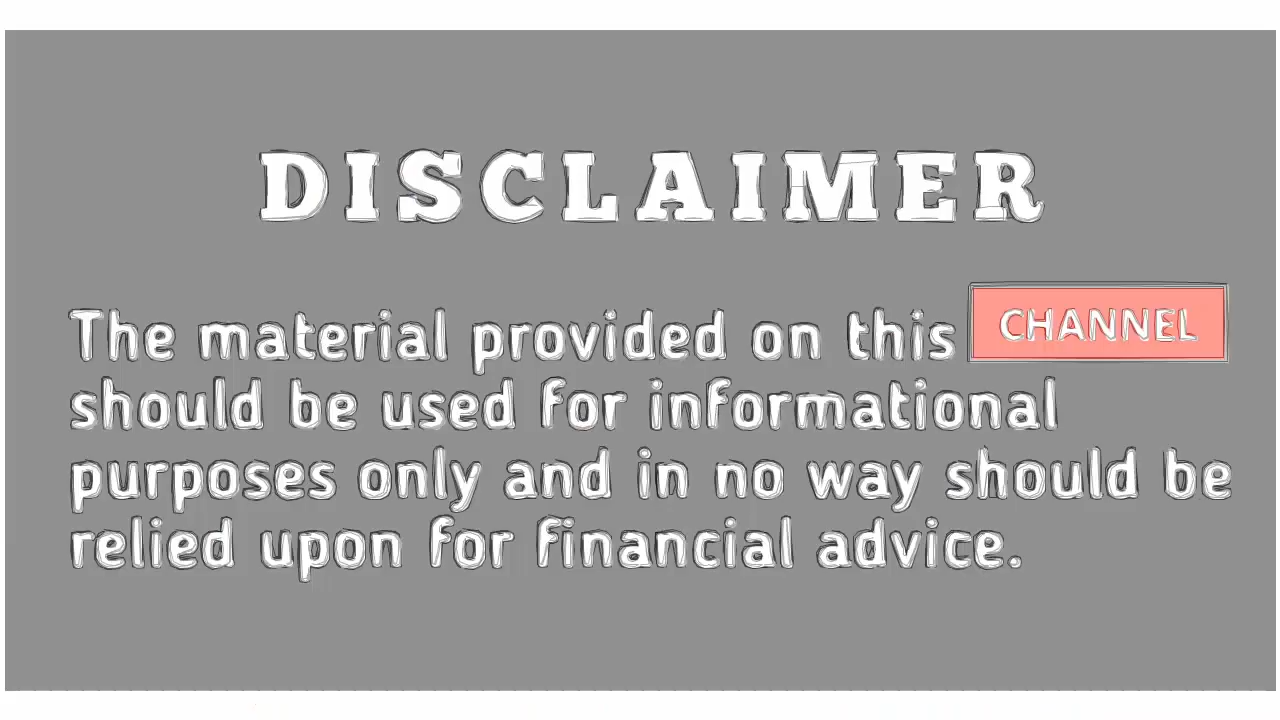 DISCLAIMER
The material provided on this CHANNEL
should be used for informational
purposes only and in no way should be
relied upon for financial advice.